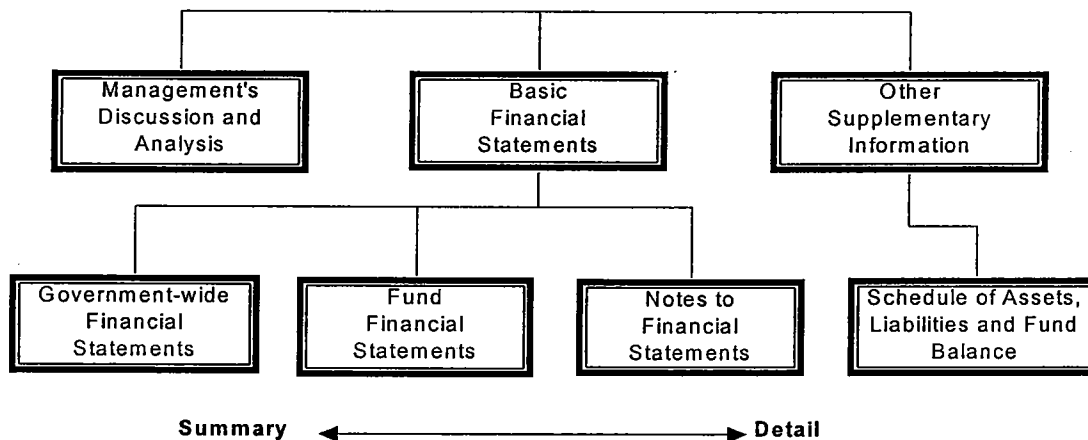 Management's
Discussion and
Analysis
Basic
Financial
Statements
Other
Supplementary
Information
Government-wide
Financial
Statements
Fund
Financial
Statements
Notes to
Financial
Statements
Schedule of Assets,
Liabilities and Fund
Balance
Summary
Detail